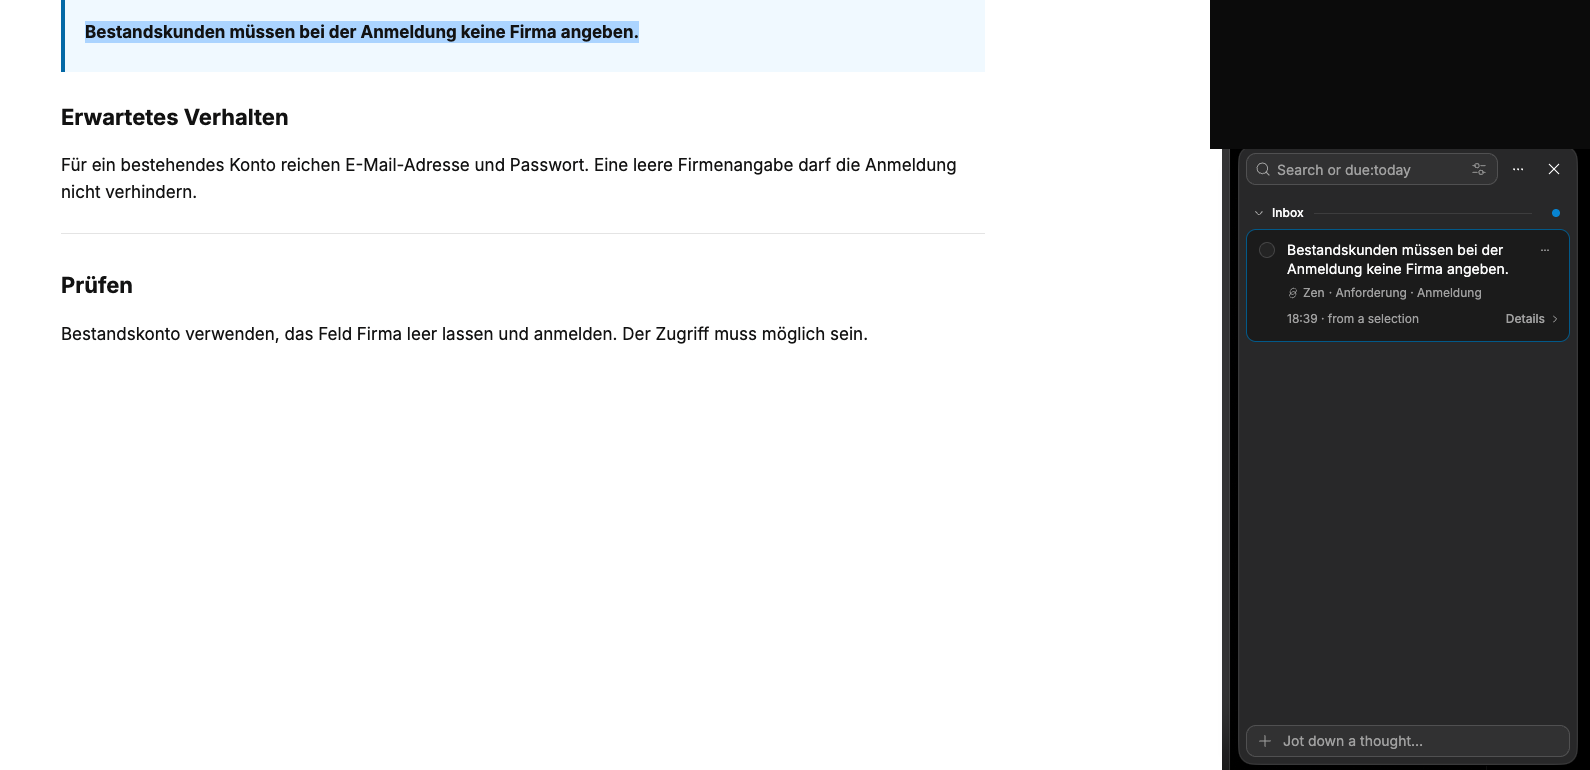 Bestandskunden müssen bei der Anmeldung keine Firma angeben.
Erwartetes Verhalten
Für ein bestehendes Konto reichen E-Mail-Adresse und Passwort. Eine leere Firmenangabe darf die Anmeldung
nicht verhindern.
Prüfen
Bestandskonto verwenden, das Feld Firma leer lassen und anmelden. Der Zugriff muss möglich sein.
Search or due:today
Inbox
Bestandskunden müssen bei der
Anmeldung keine Firma angeben.
Zen · Anforderung · Anmeldung
18:39 · from a selection
Details
Jot down a thought...